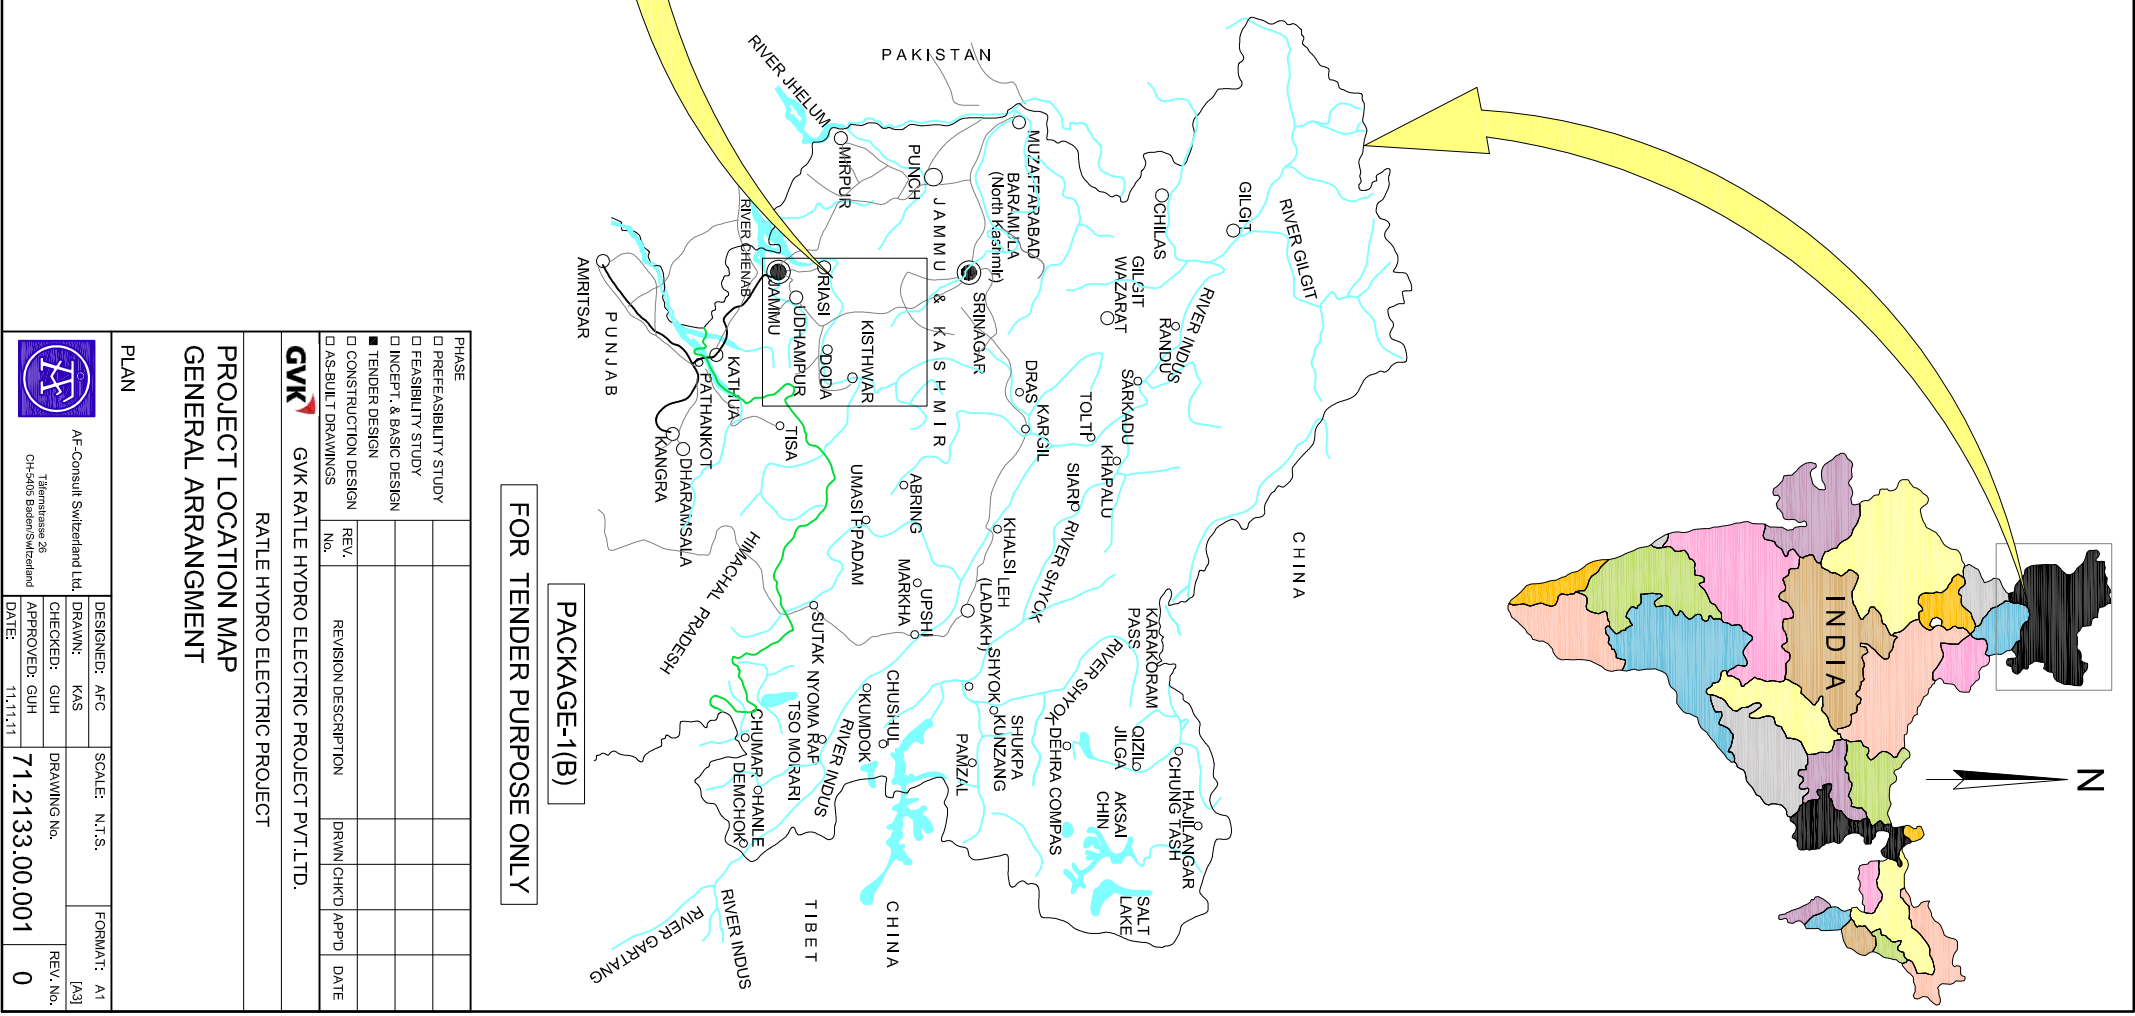 N
INDIA
CHINA
PAKISTAN
RIVER JHELUM
RIVER GILGIT
GILGIT
CHILAS
GILGIT
WAZARAT
RIVER INDUS
RANDUS
SARKADU
TOLTI
KHAPALU
SIARI
RIVER SHYOK
MUZAFFARABAD
BARAMULA
(North Kashmir)
PUNCH
MIRPUR
JAMMU & KASHMIR
SRINAGAR
DRAS
KARGIL
RIVER CHENAB
RIASI
JAMMU
UDHAMPUR
DODA
KISTHWAR
AMRITSAR
PUNJAB
KATHUA
PATHANKOT
KANGRA
DHARAMSALA
TISA
UMASI P
PADAM
ABRING
MARKHA
UPSHI
KHALSI
LEH
(LADAKH)
HIMACHAL PRADESH
SUTAK
NYOMA RAP
TSO MORARI
CHUMAR
HANLE
DEMCHOK
RIVER INDUS
KUMDOK
CHUSHUL
PAMZAL
SHYOK
KUNZANG
SHUKPA
RIVER SHYOK
KARAKORAM
PASS
DEHRA COMPAS
QIZIL
JILGA
CHUNG TASH
HAJILANGAR
AKSAI
CHIN
SALT
LAKE
CHINA
TIBET
RIVER INDUS
RIVER GARTANG
PACKAGE-1(B)
FOR TENDER PURPOSE ONLY
PHASE
PREFEASIBILITY STUDY
FEASIBILITY STUDY
INCEPT. & BASIC DESIGN
TENDER DESIGN
CONSTRUCTION DESIGN
AS-BUILT DRAWINGS
REV.
No.
REVISION DESCRIPTION
DRWN
CHK'D
APP'D
DATE
GVK
GVK RATLE HYDRO ELECTRIC PROJECT PVT.LTD.
RATLE HYDRO ELECTRIC PROJECT
PROJECT LOCATION MAP
GENERAL ARRANGMENT
PLAN
AF-Consult Switzerland Ltd.
Täfernstrasse 26
CH-5405 Baden/Switzerland
DESIGNED: AFC
DRAWN: KAS
CHECKED: GUH
APPROVED: GUH
DATE: 11.11.11
SCALE: N.T.S.
FORMAT: A1
[A3]
DRAWING No.
71.2133.00.001
REV. No.
0